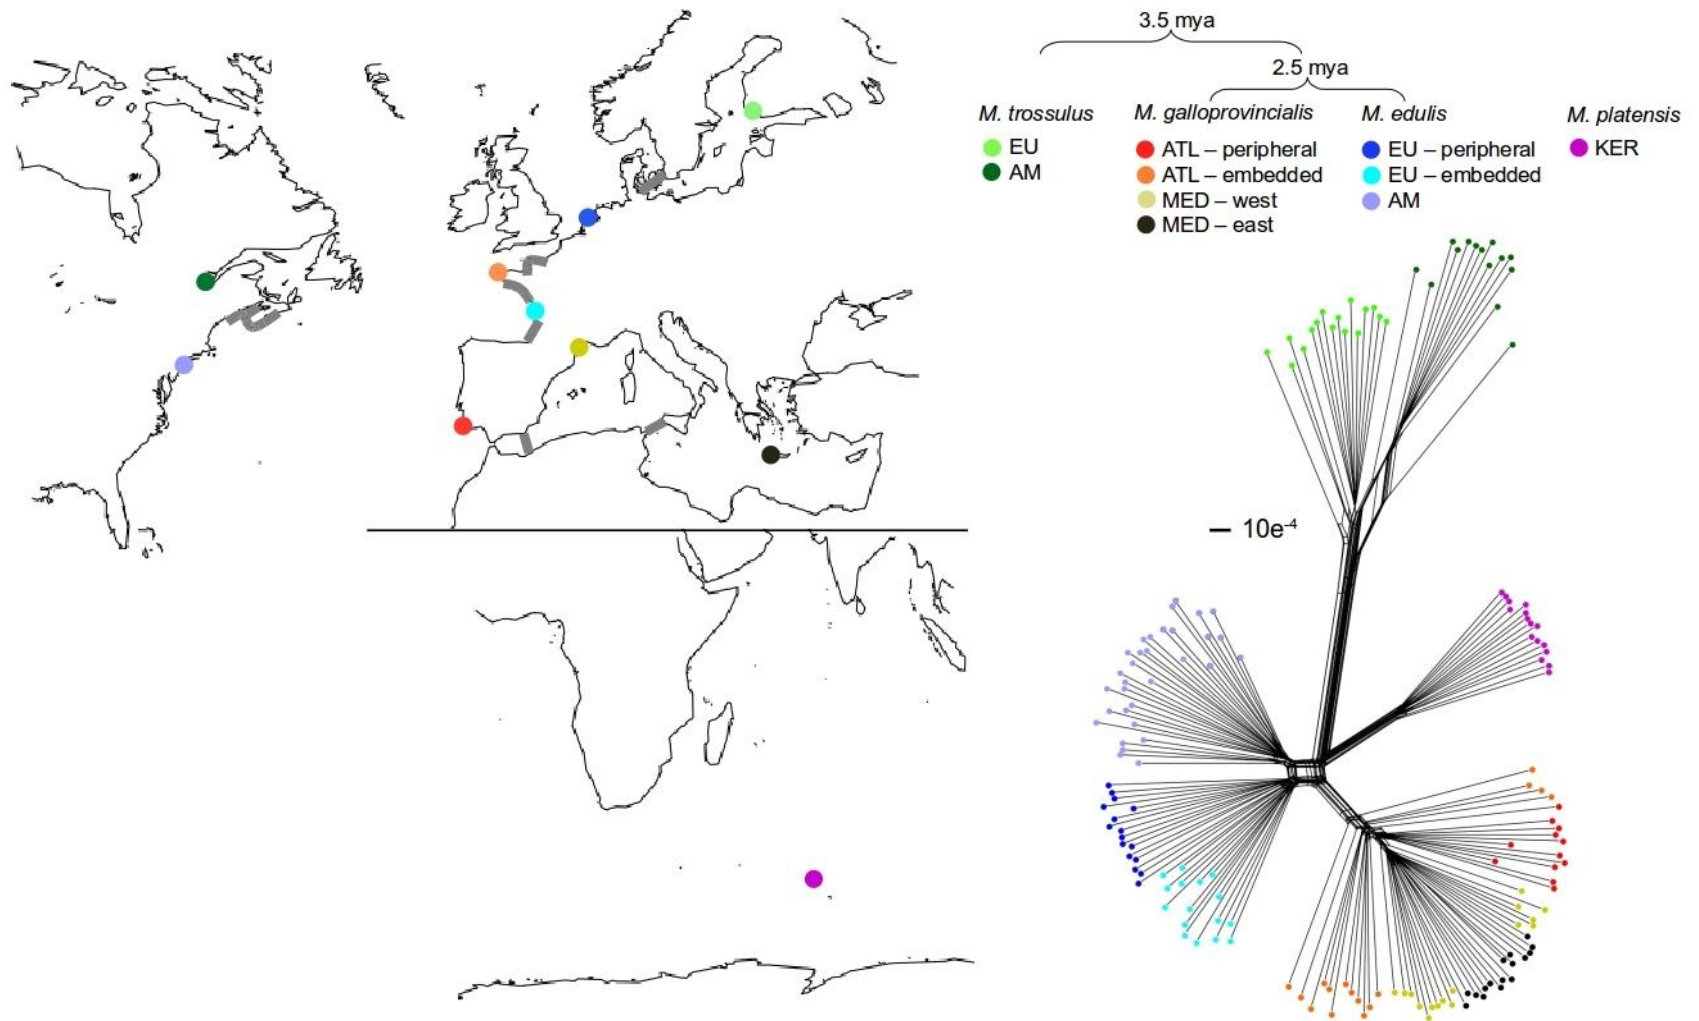 3.5 mya
2.5 mya
M. trossulus
EU
AM
M. galloprovincialis
ATL – peripheral
ATL – embedded
MED – west
MED – east
M. edulis
EU – peripheral
EU – embedded
AM
M. platensis
KER
10e-4